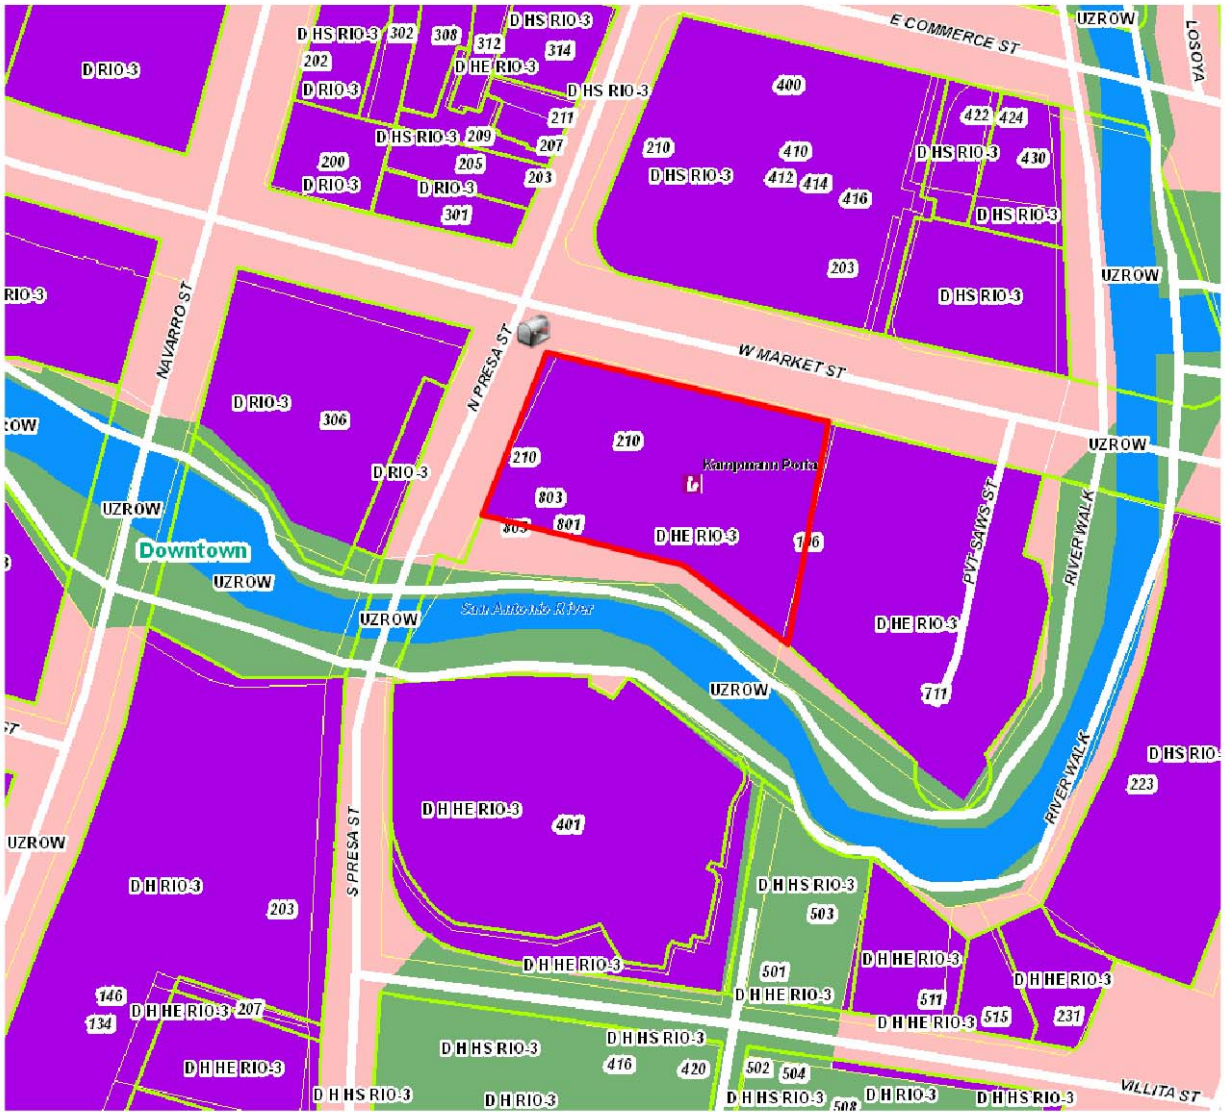 D HS RIO-3
UZROW
E COMMERCE ST
LOSOYA
302
308
312
314
202
D RIO-3
D HE RIO-3
D RIO-3
D HS RIO-3
400
211
422
424
D HS RIO-3
209
207
210
410
D HS RIO-3
430
200
205
D RIO-3
D RIO-3
203
D HS RIO-3
412
414
416
301
D HS RIO-3
203
UZROW
RIO-3
D HS RIO-3
NAVARRO ST
N PRESA ST
W MARKET ST
D RIO-3
306
210
210
UZROW
D RIO-3
Kampmann Porta
803
801
UZROW
D HE RIO-3
PVT-SAWS ST
RIVER WALK
Downtown
UZROW
San Antonio River
UZROW
D HE RIO-3
UZROW
711
ST
D HS RIO-
223
RIVER WALK
D H HE RIO-3
401
UZROW
S PRESA ST
D H RIO-3
203
D H HS RIO-3
503
D H HE RIO-3
D H HE RIO-3
501
D H HE RIO-3
D H HE RIO-3
511
515
231
146
134
D H HE RIO-3
207
D H HE RIO-3
D H HS RIO-3
D H HS RIO-3
D H HE RIO-3
416
420
502
504
D H HS RIO-3
D H RIO-3
D H HS RIO-3
508
D H RIO-3
D H HS RIO-3
VILLITA ST